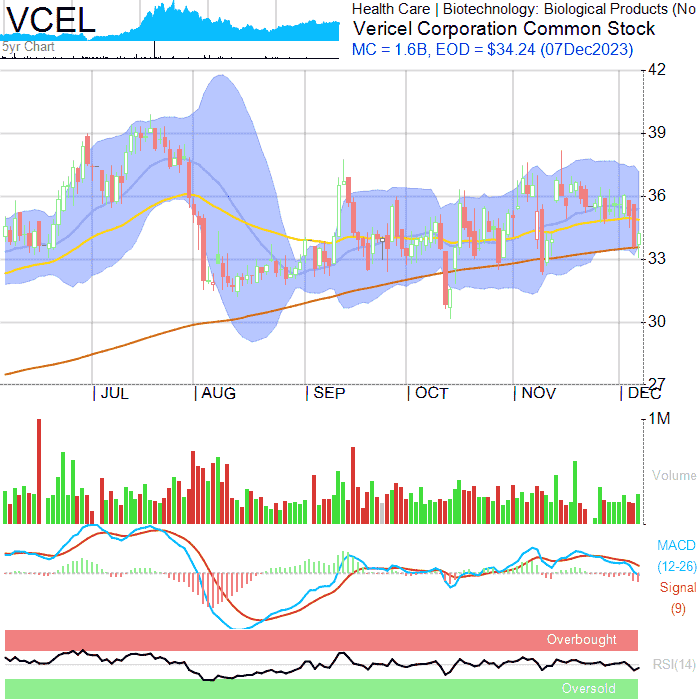 VCEL
5yr Chart
Health Care | Biotechnology: Biological Products (No
Vericel Corporation Common Stock
MC = 1.6B, EOD = $34.24 (07Dec2023)
42
39
36
33
30
27
JUL
AUG
SEP
OCT
NOV
DEC
1M
Volume
MACD
(12-26)
Signal
(9)
Overbought
RSI(14)
Oversold